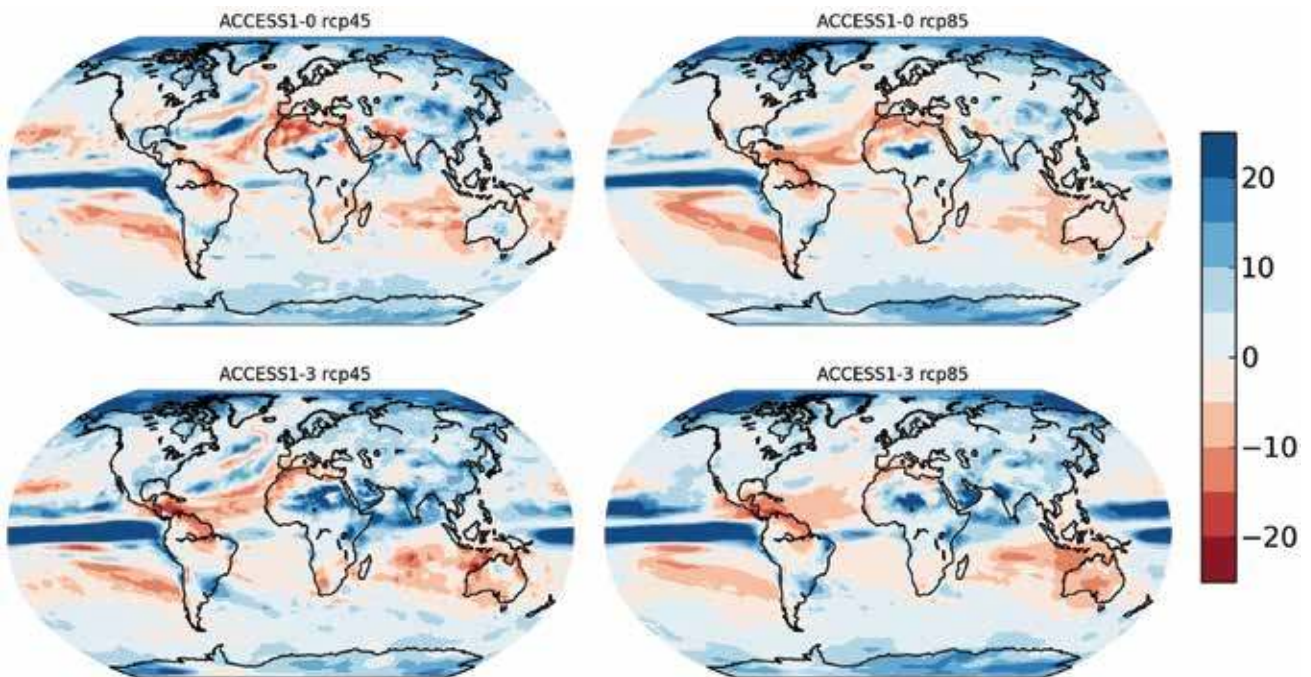 ACCESS1-0 rcp45
ACCESS1-0 rcp85
20
10
0
−10
−20
ACCESS1-3 rcp45
ACCESS1-3 rcp85